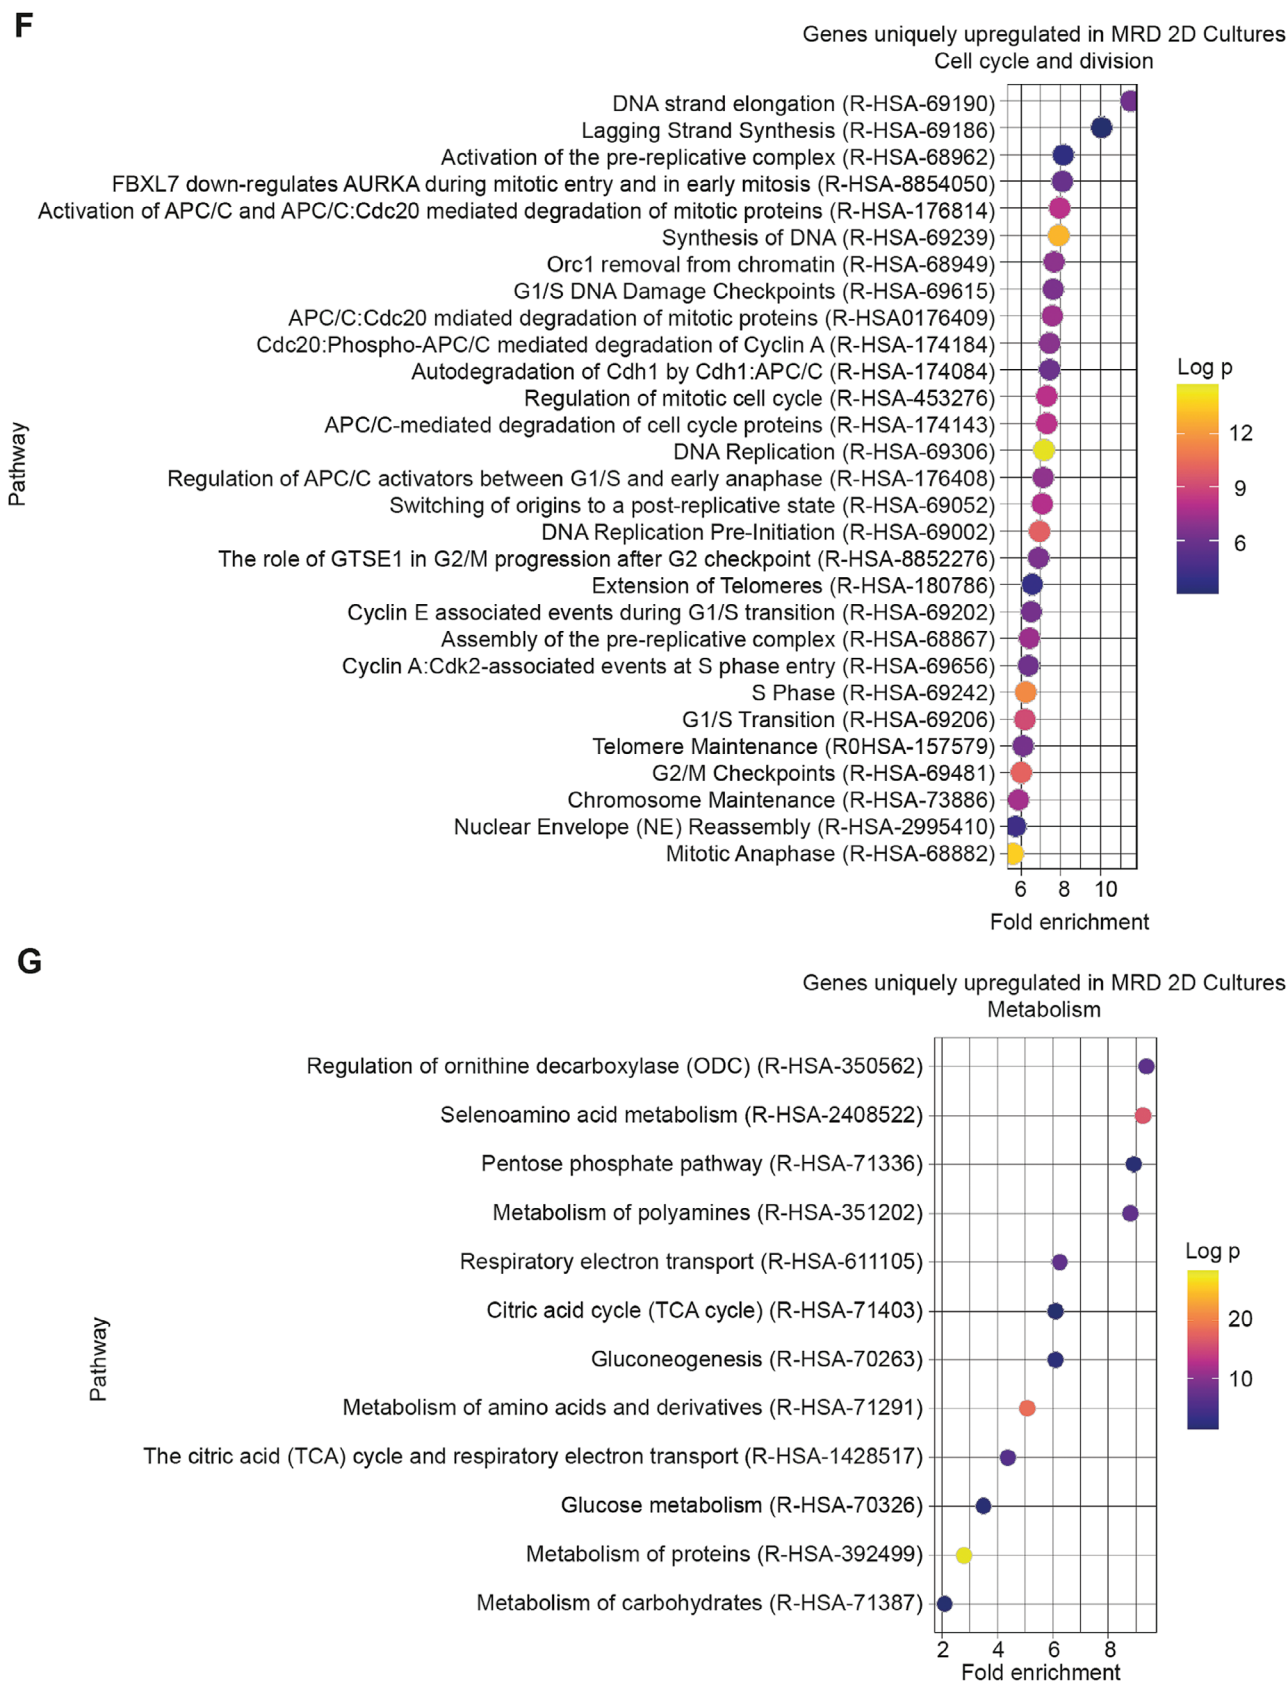 F
Genes uniquely upregulated in MRD 2D Cultures
Cell cycle and division
DNA strand elongation (R-HSA-69190)
Lagging Strand Synthesis (R-HSA-69186)
Activation of the pre-replicative complex (R-HSA-68962)
FBXL7 down-regulates AURKA during mitotic entry and in early mitosis (R-HSA-8854050)
Activation of APC/C and APC/C:Cdc20 mediated degradation of mitotic proteins (R-HSA-176814)
Synthesis of DNA (R-HSA-69239)
Orc1 removal from chromatin (R-HSA-68949)
G1/S DNA Damage Checkpoints (R-HSA-69615)
APC/C:Cdc20 mdiated degradation of mitotic proteins (R-HSA0176409)
Cdc20:Phospho-APC/C mediated degradation of Cyclin A (R-HSA-174184)
Autodegradation of Cdh1 by Cdh1:APC/C (R-HSA-174084)
Regulation of mitotic cell cycle (R-HSA-453276)
APC/C-mediated degradation of cell cycle proteins (R-HSA-174143)
DNA Replication (R-HSA-69306)
Regulation of APC/C activators between G1/S and early anaphase (R-HSA-176408)
Switching of origins to a post-replicative state (R-HSA-69052)
DNA Replication Pre-Initiation (R-HSA-69002)
The role of GTSE1 in G2/M progression after G2 checkpoint (R-HSA-8852276)
Extension of Telomeres (R-HSA-180786)
Cyclin E associated events during G1/S transition (R-HSA-69202)
Assembly of the pre-replicative complex (R-HSA-68867)
Cyclin A:Cdk2-associated events at S phase entry (R-HSA-69656)
S Phase (R-HSA-69242)
G1/S Transition (R-HSA-69206)
Telomere Maintenance (R0HSA-157579)
G2/M Checkpoints (R-HSA-69481)
Chromosome Maintenance (R-HSA-73886)
Nuclear Envelope (NE) Reassembly (R-HSA-2995410)
Mitotic Anaphase (R-HSA-68882)
Pathway
6 8 10
Fold enrichment
Log p
12
9
6
G
Genes uniquely upregulated in MRD 2D Cultures
Metabolism
Regulation of ornithine decarboxylase (ODC) (R-HSA-350562)
Selenoamino acid metabolism (R-HSA-2408522)
Pentose phosphate pathway (R-HSA-71336)
Metabolism of polyamines (R-HSA-351202)
Respiratory electron transport (R-HSA-611105)
Citric acid cycle (TCA cycle) (R-HSA-71403)
Gluconeogenesis (R-HSA-70263)
Metabolism of amino acids and derivatives (R-HSA-71291)
The citric acid (TCA) cycle and respiratory electron transport (R-HSA-1428517)
Glucose metabolism (R-HSA-70326)
Metabolism of proteins (R-HSA-392499)
Metabolism of carbohydrates (R-HSA-71387)
Pathway
2 4 6 8
Fold enrichment
Log p
20
10